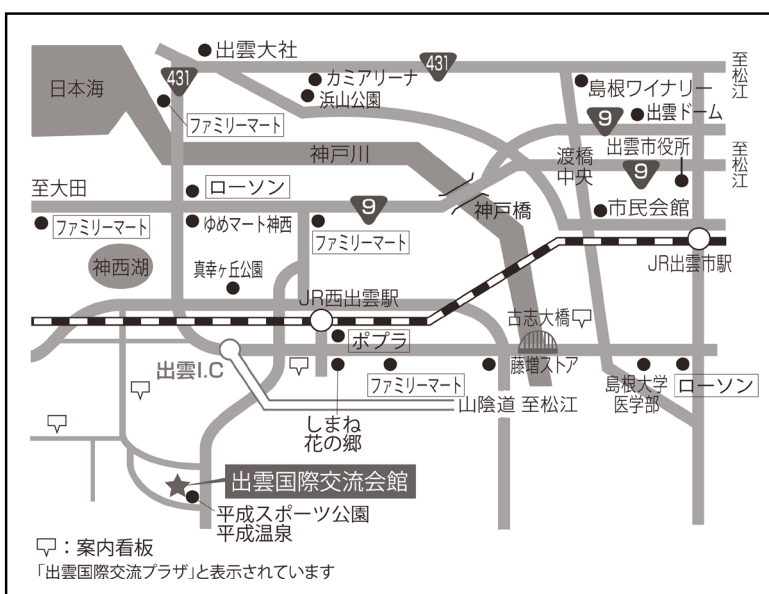 出雲大社
431
431
至松江
日本海
カミアリーナ
浜山公園
島根ワイナリー
出雲ドーム
ファミリーマート
9
出雲市役所
神戸川
渡橋
中央
9
至松江
至大田
ローソン
9
神戸橋
市民会館
ファミリーマート
ゆめマート神西
ファミリーマート
神西湖
真幸ヶ丘公園
JR出雲市駅
JR西出雲駅
古志大橋
ポプラ
出雲I.C
藤増ストア
ファミリーマート
島根大学
医学部
ローソン
しまね
花の郷
山陰道 至松江
出雲国際交流会館
平成スポーツ公園
平成温泉
：案内看板
「出雲国際交流プラザ」と表示されています